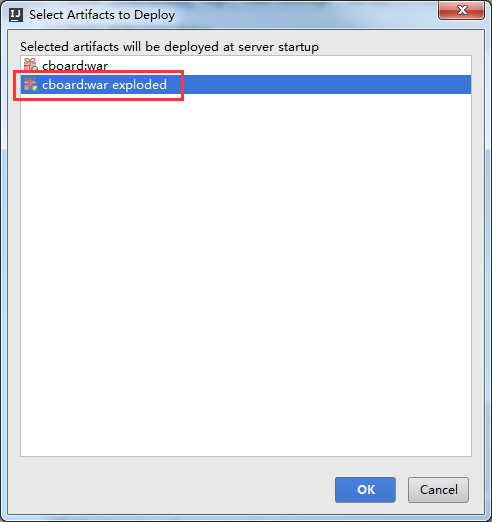 IJ Select Artifacts to Deploy
Selected artifacts will be deployed at server startup
cboard:war
cboard:war exploded
OK Cancel